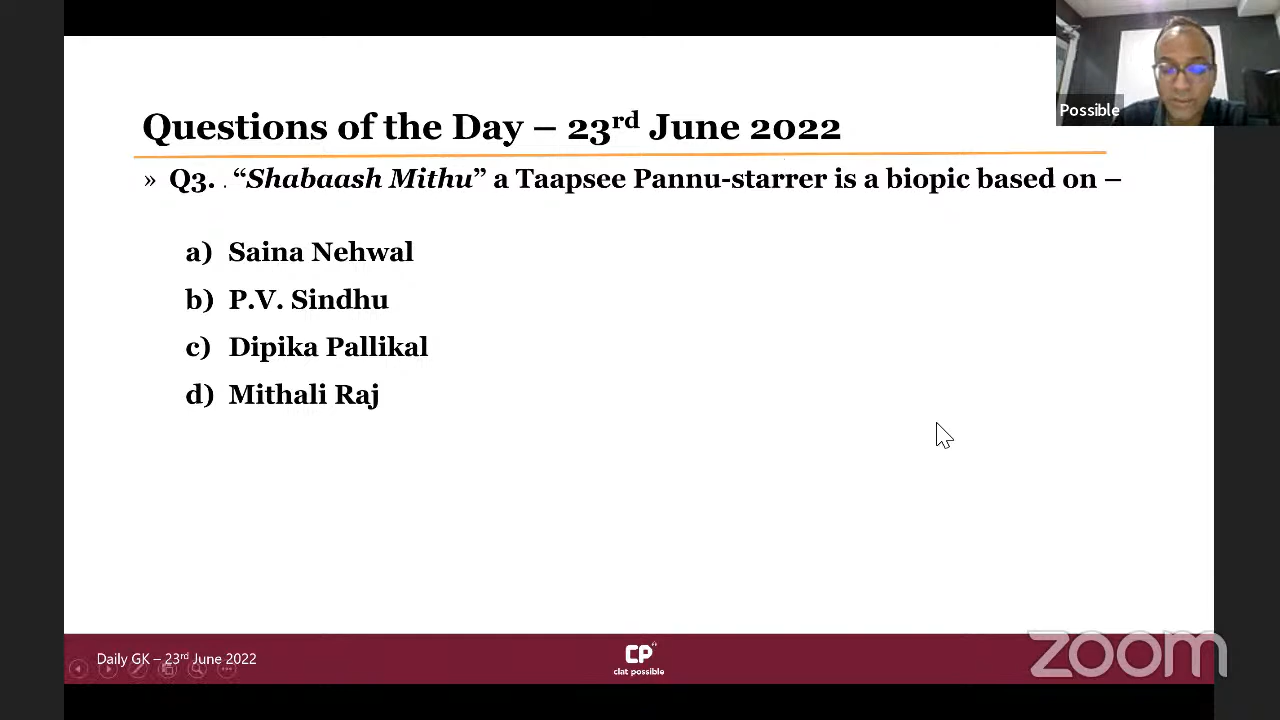 Possible
Questions of the Day – 23rd June 2022
» Q3. . “Shabaash Mithu” a Taapsee Pannu-starrer is a biopic based on –
a) Saina Nehwal
b) P.V. Sindhu
c) Dipika Pallikal
d) Mithali Raj
Daily GK – 23rd June 2022
CP
clat possible
zoom